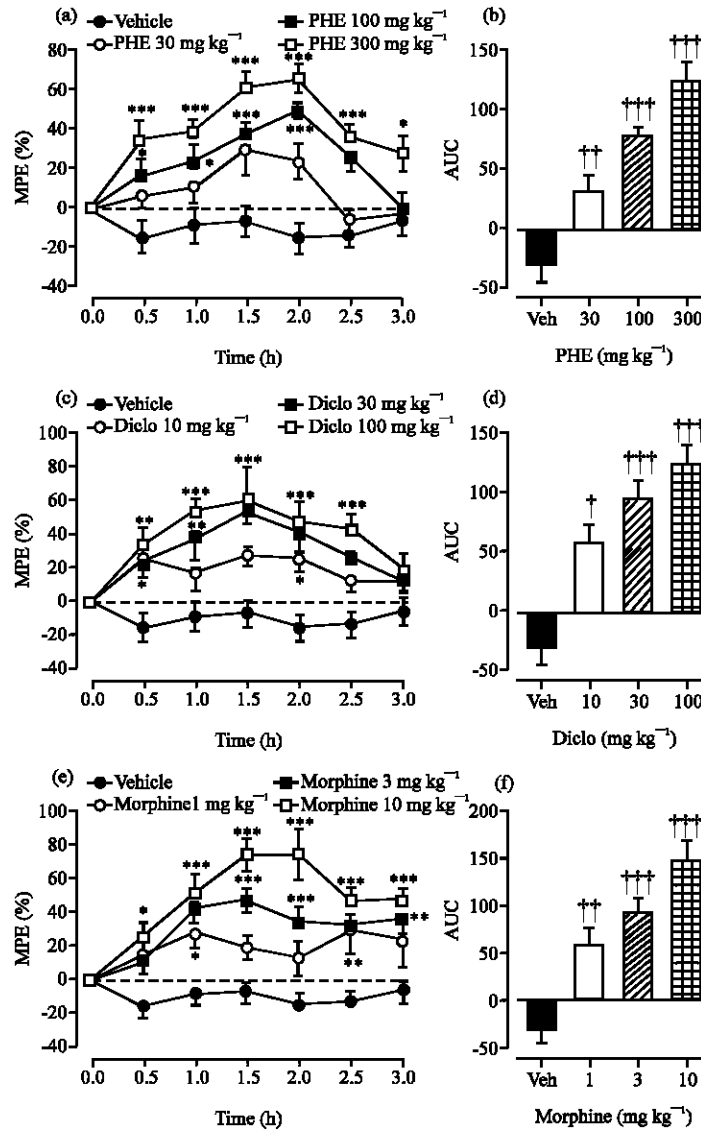 (a)
Vehicle
PHE 100 mg kg⁻¹
PHE 30 mg kg⁻¹
PHE 300 mg kg⁻¹
80
60
40
20
0
-20
-40
MPE (%)
*** *** *** *** *** *
* *** ***
*
0.0 0.5 1.0 1.5 2.0 2.5 3.0
Time (h)
(b)
150
100
50
0
-50
AUC
†† ††† †††
Veh 30 100 300
PHE (mg kg⁻¹)
(c)
Vehicle
Diclo 30 mg kg⁻¹
Diclo 10 mg kg⁻¹
Diclo 100 mg kg⁻¹
100
80
60
40
20
0
-20
-40
MPE (%)
** *** *** *** ***
**
* *
0.0 0.5 1.0 1.5 2.0 2.5 3.0
Time (h)
(d)
150
100
50
0
-50
AUC
† ††† †††
Veh 10 30 100
Diclo (mg kg⁻¹)
(e)
Vehicle
Morphine 3 mg kg⁻¹
Morphine1 mg kg⁻¹
Morphine 10 mg kg⁻¹
100
80
60
40
20
0
-20
-40
MPE (%)
* *** *** *** *** ***
*** *** **
* **
0.0 0.5 1.0 1.5 2.0 2.5 3.0
Time (h)
(f)
200
150
100
50
0
-50
AUC
†† ††† †††
Veh 1 3 10
Morphine (mg kg⁻¹)